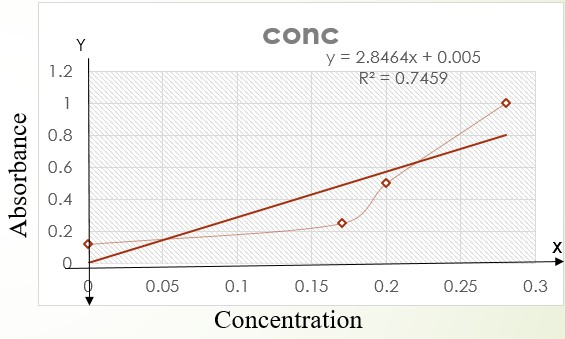 conc
Y
y = 2.8464x + 0.005
R² = 0.7459
1.2
1
0.8
0.6
0.4
0.2
0
Absorbance
X
0 0.05 0.1 0.15 0.2 0.25 0.3
Concentration